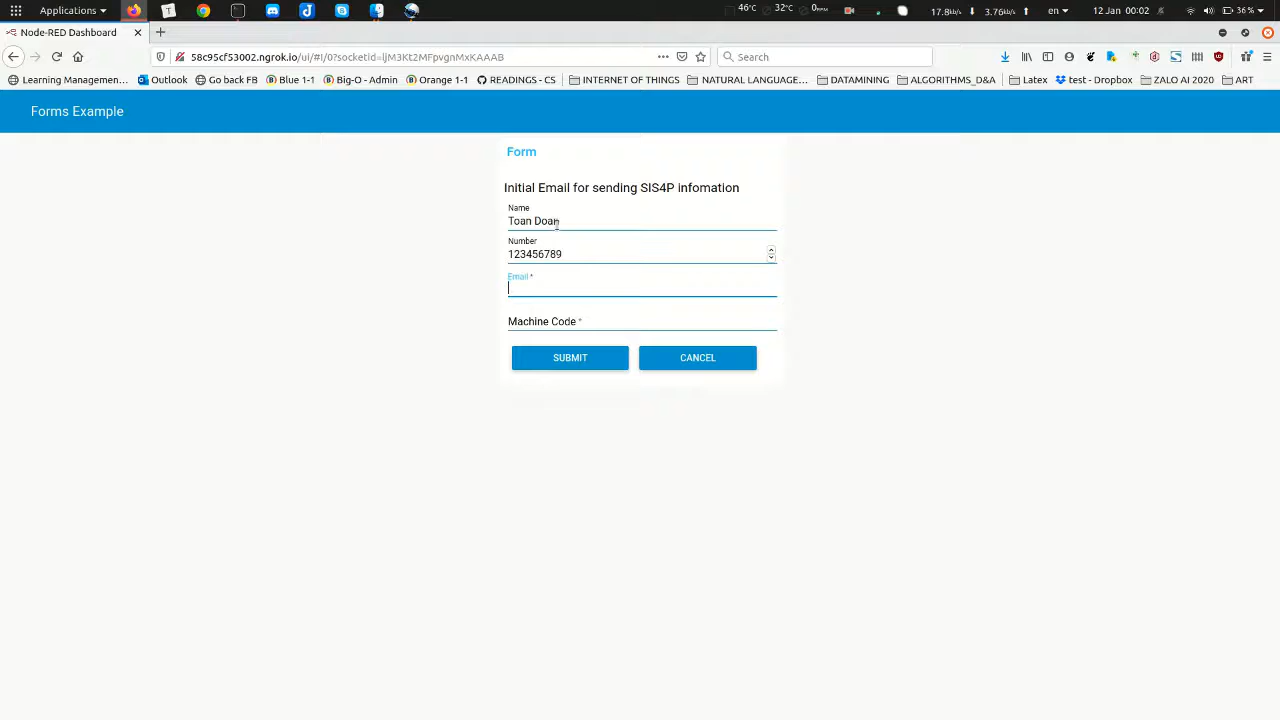 Applications
T
46°C 32°C 0RPM
17.8kb/s 3.76kb/s en 12 Jan 00:02 36%
Node-RED Dashboard
58c95cf53002.ngrok.io/ui/#!/0?socketid=ljM3Kt2MFpvgnMxKAAAB
Search
Learning Managemen… Outlook Go back FB Blue 1-1 Big-O - Admin Orange 1-1 READINGS - CS INTERNET OF THINGS NATURAL LANGUAGE… DATAMINING ALGORITHMS_D&A Latex test - Dropbox ZALO AI 2020 ART
Forms Example
Form
Initial Email for sending SIS4P infomation
Name
Toan Doan
Number
123456789
Email *
Machine Code *
SUBMIT CANCEL